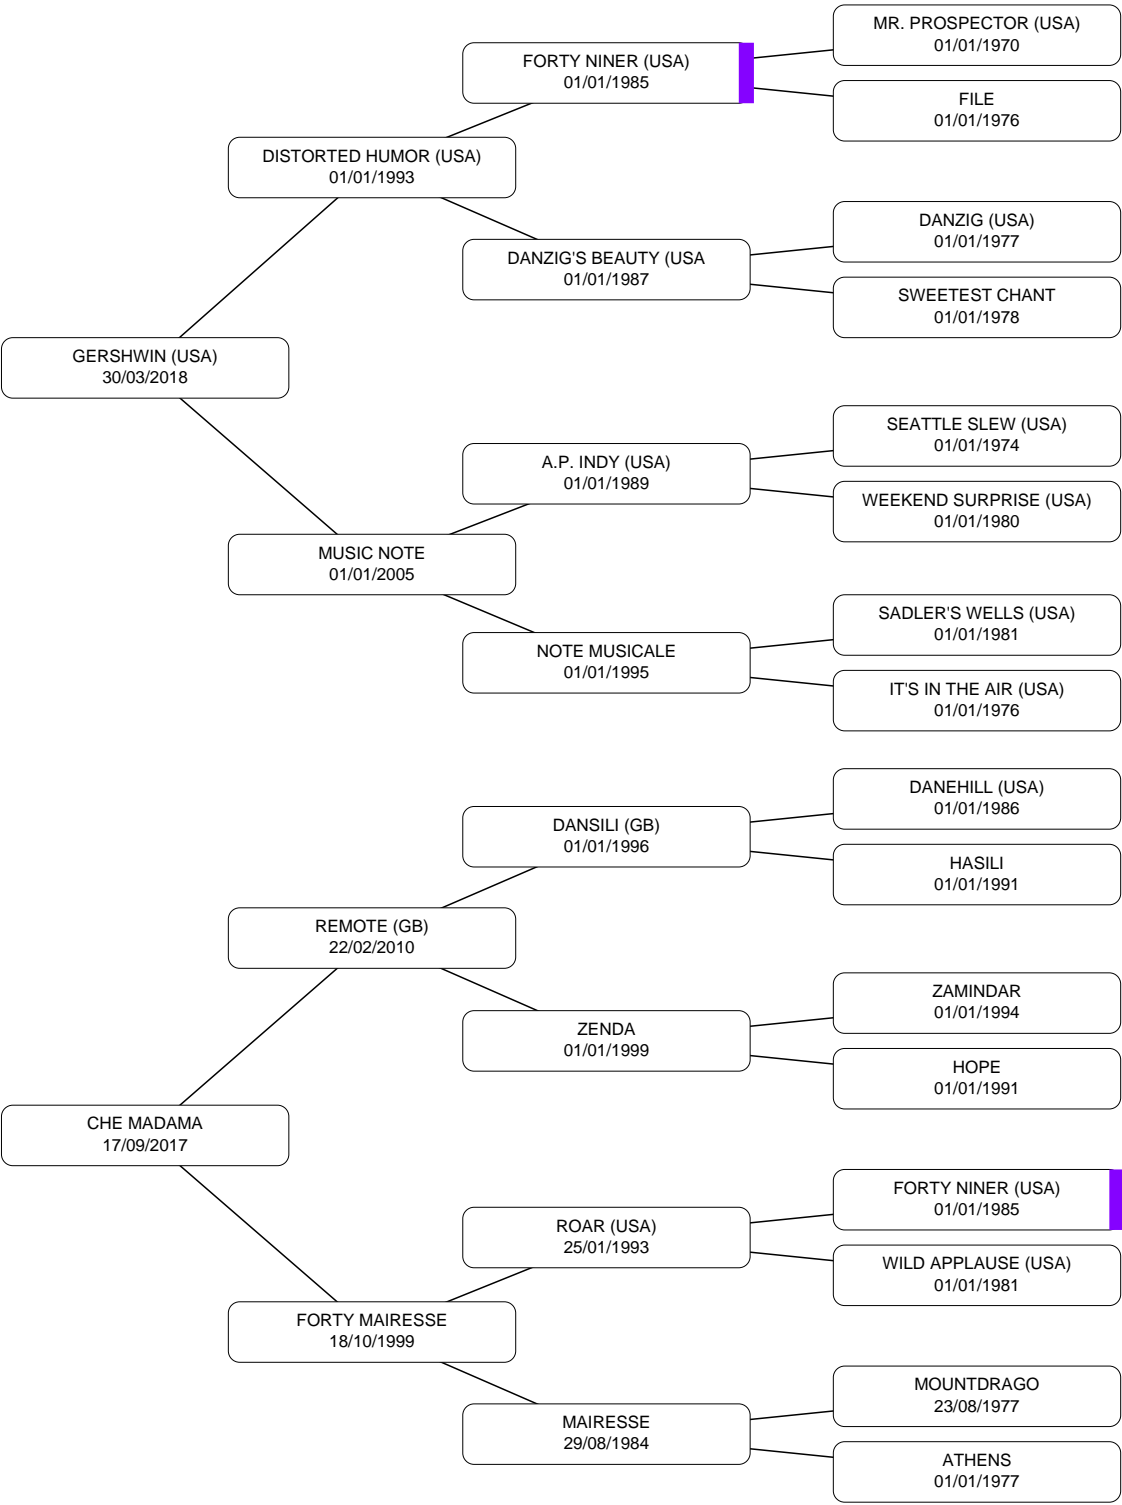 MR. PROSPECTOR (USA)
01/01/1970
FORTY NINER (USA)
01/01/1985
FILE
01/01/1976
DISTORTED HUMOR (USA)
01/01/1993
DANZIG (USA)
01/01/1977
DANZIG'S BEAUTY (USA
01/01/1987
SWEETEST CHANT
01/01/1978
GERSHWIN (USA)
30/03/2018
SEATTLE SLEW (USA)
01/01/1974
A.P. INDY (USA)
01/01/1989
WEEKEND SURPRISE (USA)
01/01/1980
MUSIC NOTE
01/01/2005
SADLER'S WELLS (USA)
01/01/1981
NOTE MUSICALE
01/01/1995
IT'S IN THE AIR (USA)
01/01/1976
DANEHILL (USA)
01/01/1986
DANSILI (GB)
01/01/1996
HASILI
01/01/1991
REMOTE (GB)
22/02/2010
ZAMINDAR
01/01/1994
ZENDA
01/01/1999
HOPE
01/01/1991
CHE MADAMA
17/09/2017
FORTY NINER (USA)
01/01/1985
ROAR (USA)
25/01/1993
WILD APPLAUSE (USA)
01/01/1981
FORTY MAIRESSE
18/10/1999
MOUNTDRAGO
23/08/1977
MAIRESSE
29/08/1984
ATHENS
01/01/1977